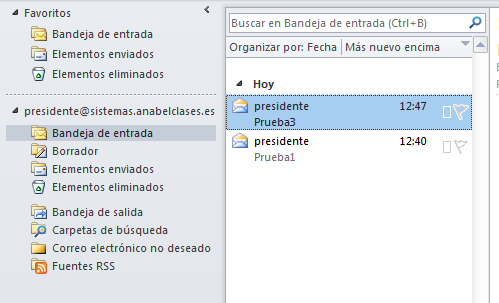 Favoritos
Bandeja de entrada
Elementos enviados
Elementos eliminados
presidente@sistemas.anabelclases.es
Bandeja de entrada
Borrador
Elementos enviados
Elementos eliminados
Bandeja de salida
Carpetas de búsqueda
Correo electrónico no deseado
Fuentes RSS
Buscar en Bandeja de entrada (Ctrl+B)
Organizar por: Fecha Más nuevo encima
Hoy
presidente 12:47
Prueba3
presidente 12:40
Prueba1